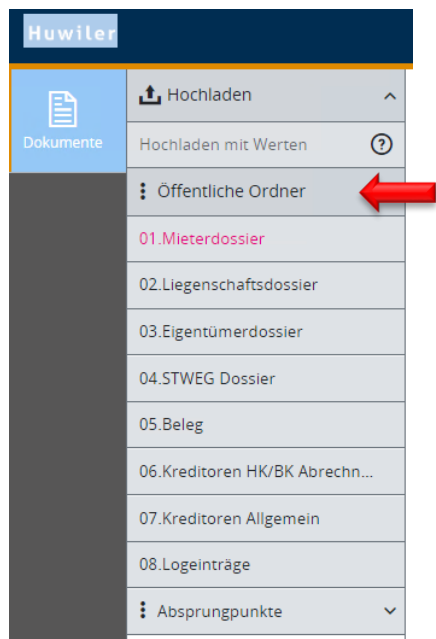 Huwiler
Hochladen
Dokumente
Hochladen mit Werten
Öffentliche Ordner
01.Mieterdossier
02.Liegenschaftsdossier
03.Eigentümerdossier
04.STWEG Dossier
05.Beleg
06.Kreditoren HK/BK Abrechn...
07.Kreditoren Allgemein
08.Logeinträge
Absprungpunkte